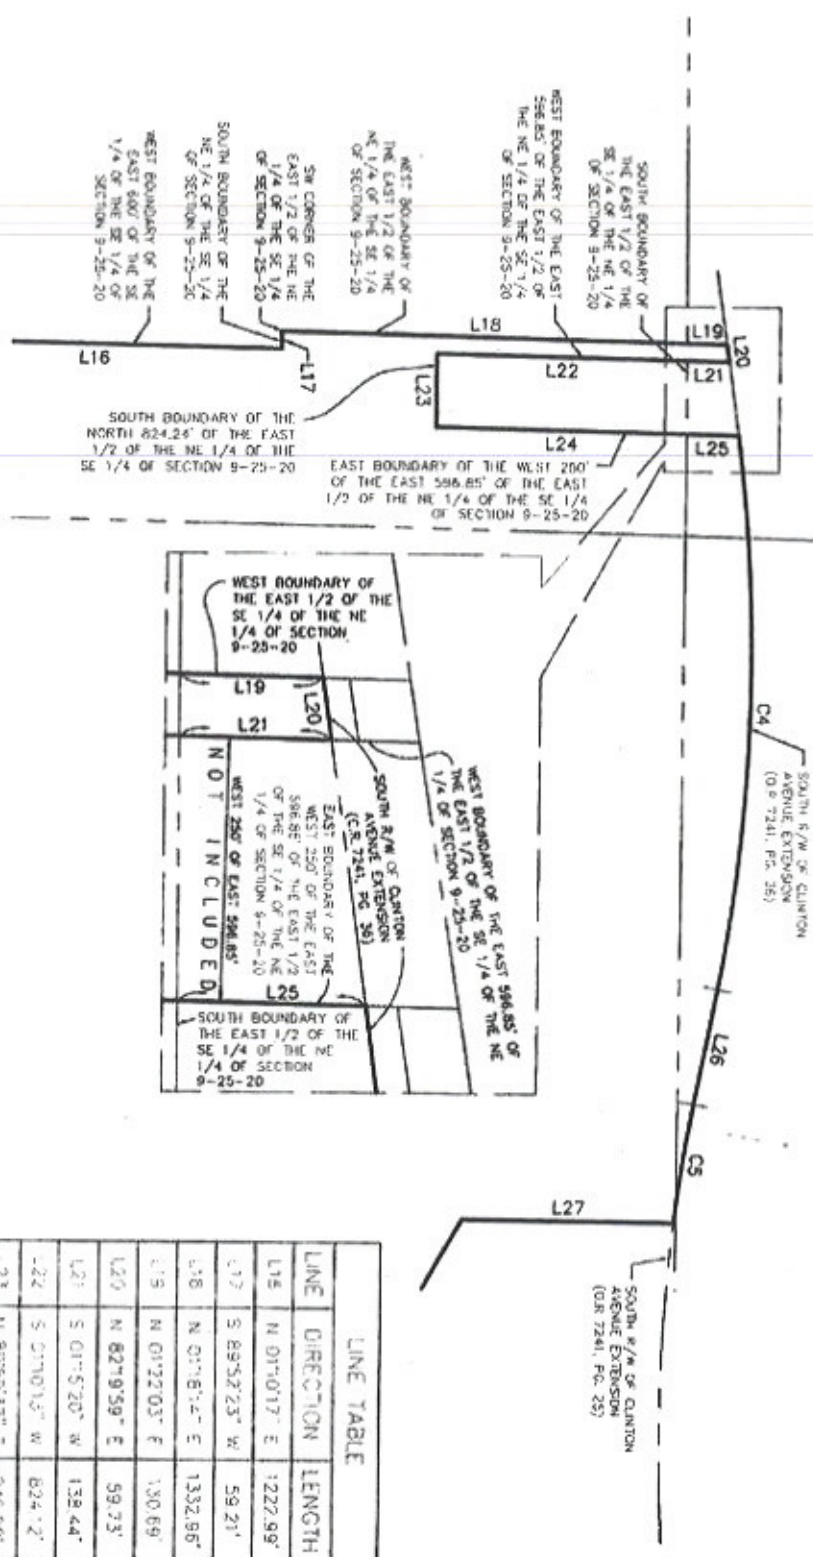 SOUTH R/W OF CLINTON
AVENUE EXTENSION
(O.R. 7241, PG. 36)
SOUTH R/W OF CLINTON
AVENUE EXTENSION
(O.R. 7241, PG. 25)
SOUTH BOUNDARY OF
THE EAST 1/2 OF THE
SE 1/4 OF THE NE 1/4
OF SECTION 9-25-20
WEST BOUNDARY OF THE EAST
596.85' OF THE EAST 1/2 OF
THE NE 1/4 OF THE SE 1/4
OF SECTION 9-25-20
WEST BOUNDARY OF
THE EAST 1/2 OF THE
NE 1/4 OF THE SE 1/4
OF SECTION 9-25-20
SW CORNER OF THE
EAST 1/2 OF THE NE
1/4 OF THE SE 1/4
OF SECTION 9-25-20
SOUTH BOUNDARY OF THE
NE 1/4 OF THE SE 1/4
OF SECTION 9-25-20
WEST BOUNDARY OF THE
EAST 600' OF THE SE
1/4 OF THE SE 1/4 OF
SECTION 9-25-20
L16
L17
L18
L19
L20
L21
L22
L23
L24
L25
C4
L26
C5
L27
SOUTH BOUNDARY OF THE
NORTH 824.24' OF THE EAST
1/2 OF THE NE 1/4 OF THE
SE 1/4 OF SECTION 9-25-20
EAST BOUNDARY OF THE WEST 250'
OF THE EAST 596.85' OF THE EAST
1/2 OF THE NE 1/4 OF THE SE 1/4
OF SECTION 9-25-20
WEST BOUNDARY OF
THE EAST 1/2 OF THE
SE 1/4 OF THE NE
1/4 OF SECTION
9-25-20
L19
L20
L21
WEST BOUNDARY OF THE EAST 596.85' OF
THE EAST 1/2 OF THE SE 1/4 OF THE NE
1/4 OF SECTION 9-25-20
SOUTH R/W OF CLINTON
AVENUE EXTENSION
(O.R. 7241, PG. 36)
EAST BOUNDARY OF THE
WEST 250' OF THE EAST
596.85' OF THE EAST 1/2
OF THE SE 1/4 OF THE NE
1/4 OF SECTION 9-25-20
WEST 250' OF EAST 596.85'
NOT INCLUDED
L25
SOUTH BOUNDARY OF
THE EAST 1/2 OF THE
SE 1/4 OF THE NE
1/4 OF SECTION
9-25-20
LINE TABLE
LINE DIRECTION LENGTH
L16 N 01°10'17" E 1222.99'
L17 S 89°52'23" W 59.21'
L18 N 01°18'14" E 1332.96'
L19 N 01°22'03" E 130.69'
L20 N 82°19'59" E 59.73'
L21 S 01°15'20" W 138.44'
L22 S 01°10'13" W 824.12'
L23